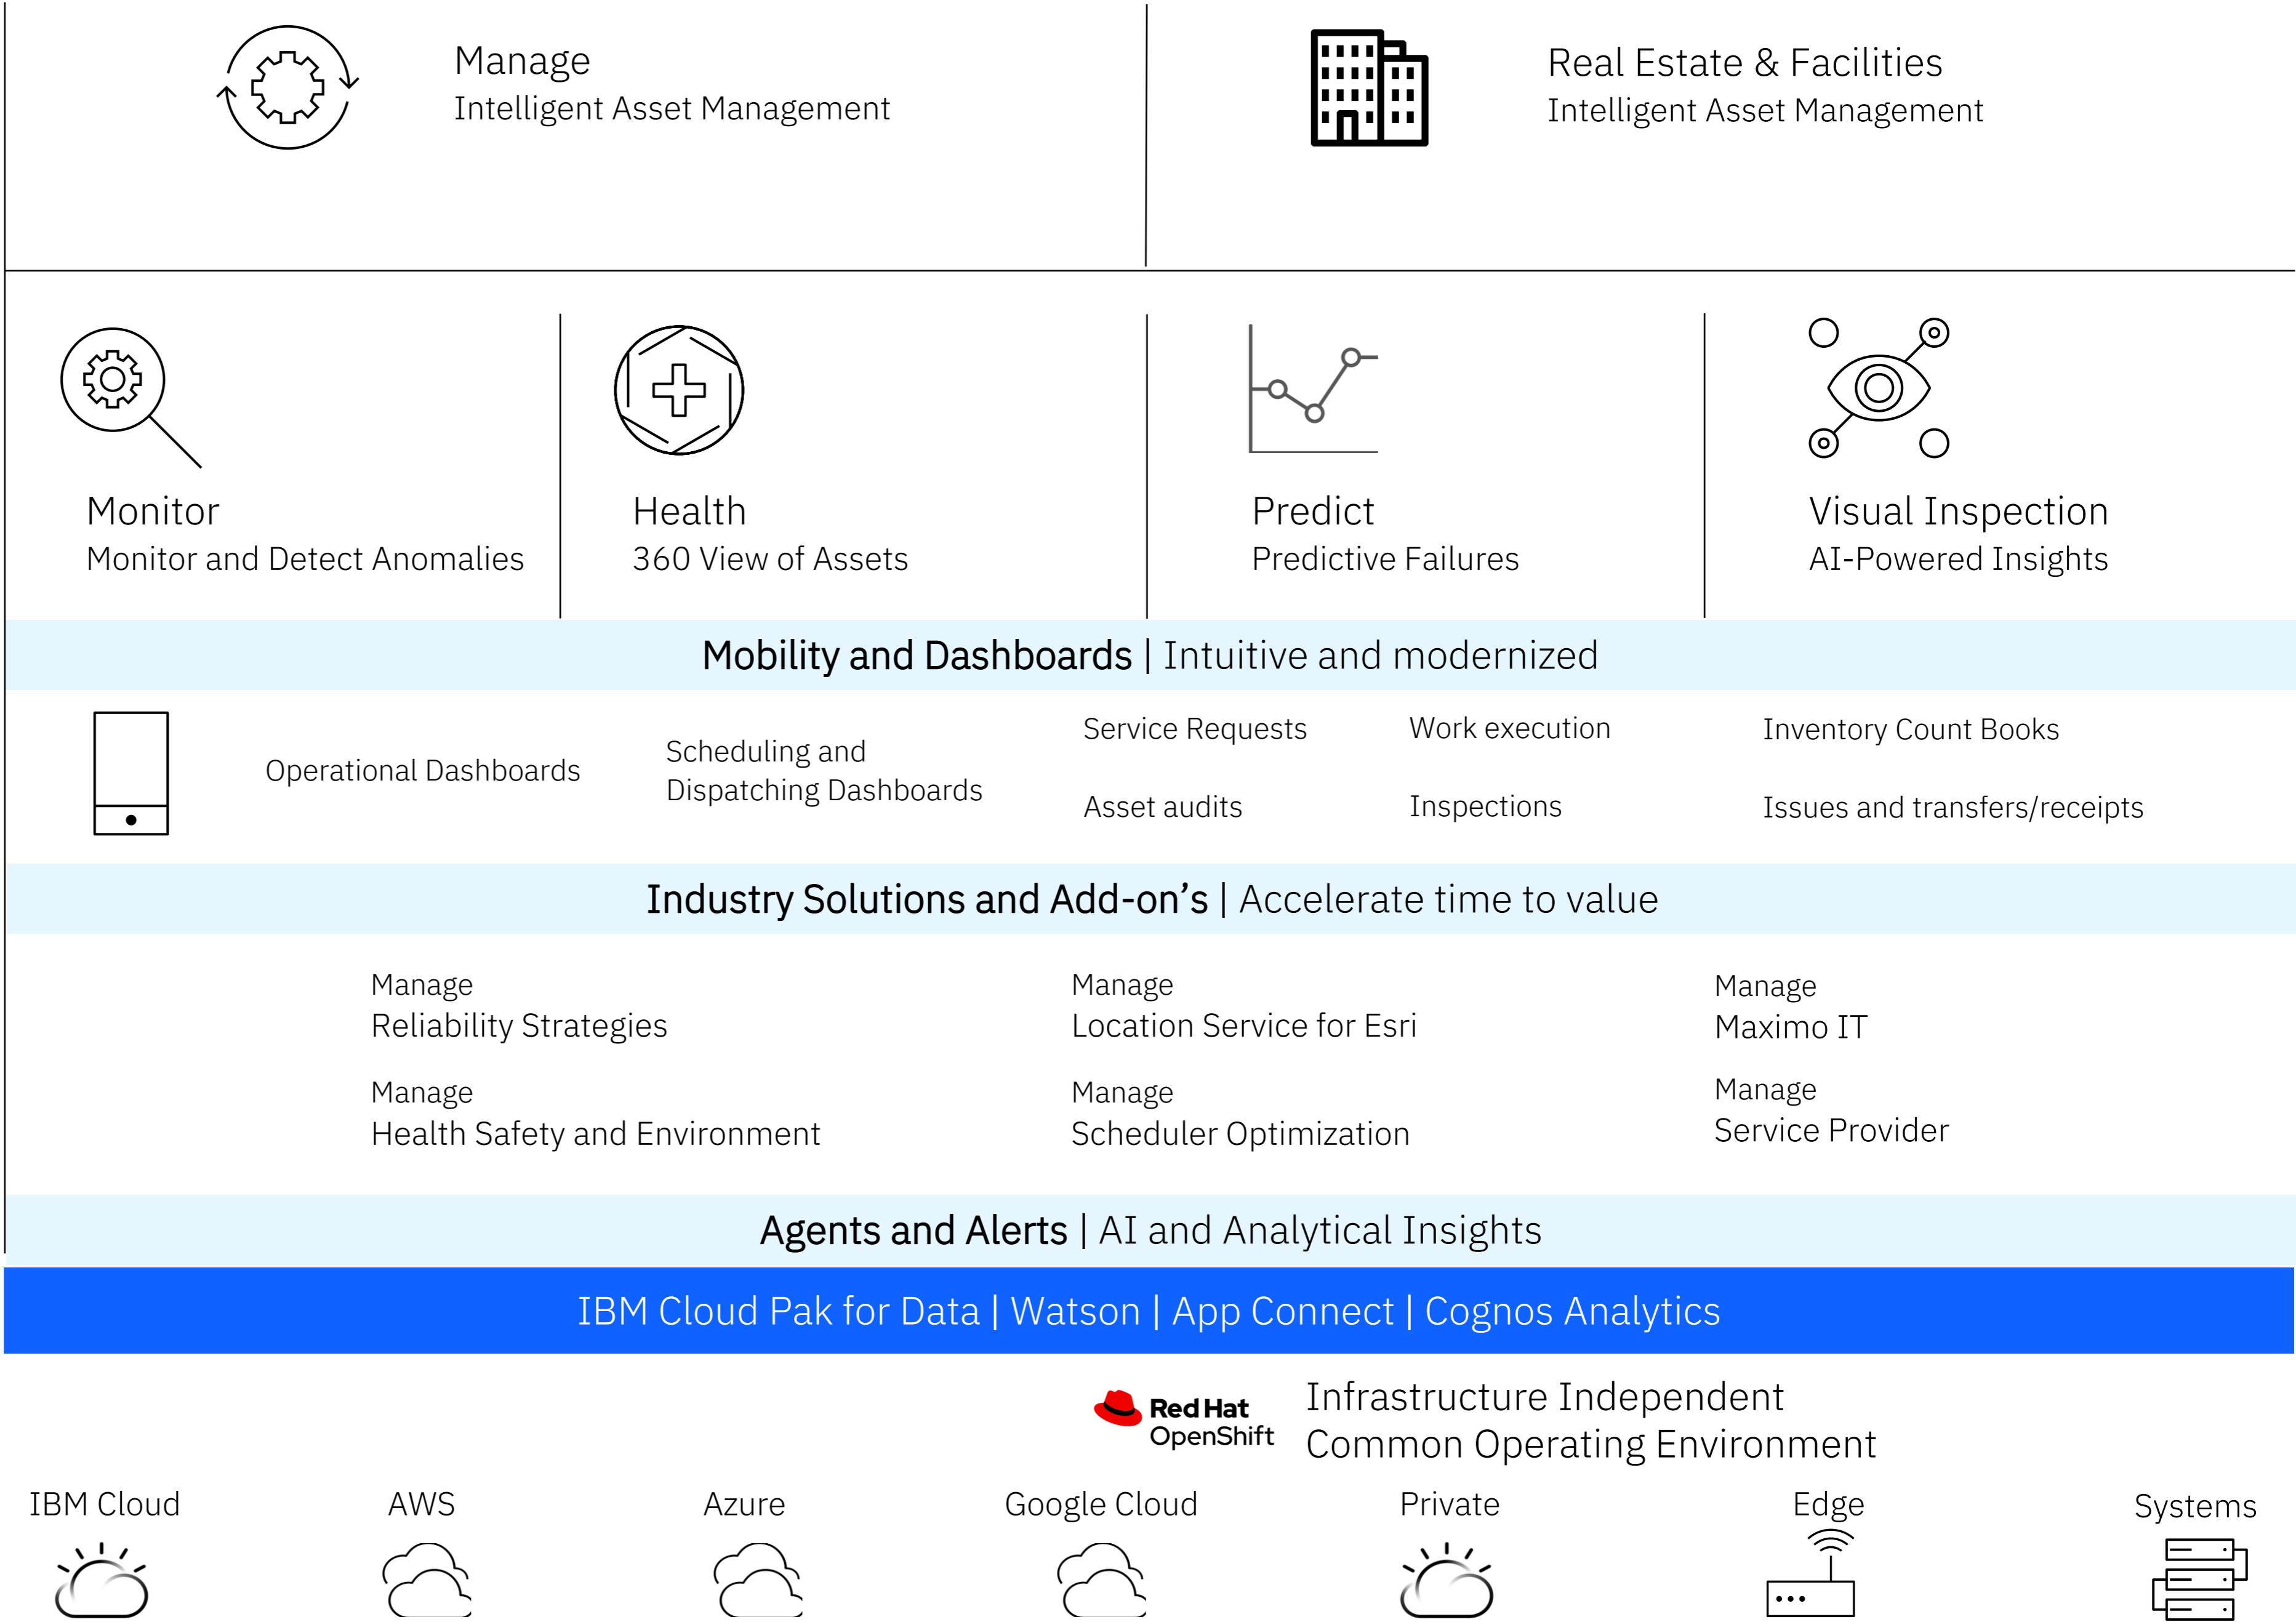 Manage
Intelligent Asset Management
Real Estate & Facilities
Intelligent Asset Management
Monitor
Monitor and Detect Anomalies
Health
360 View of Assets
Predict
Predictive Failures
Visual Inspection
AI-Powered Insights
Mobility and Dashboards | Intuitive and modernized
Operational Dashboards
Scheduling and
Dispatching Dashboards
Service Requests
Work execution
Inventory Count Books
Asset audits
Inspections
Issues and transfers/receipts
Industry Solutions and Add-on’s | Accelerate time to value
Manage
Reliability Strategies
Manage
Location Service for Esri
Manage
Maximo IT
Manage
Health Safety and Environment
Manage
Scheduler Optimization
Manage
Service Provider
Agents and Alerts | AI and Analytical Insights
IBM Cloud Pak for Data | Watson | App Connect | Cognos Analytics
Red Hat
OpenShift
Infrastructure Independent
Common Operating Environment
IBM Cloud
AWS
Azure
Google Cloud
Private
Edge
Systems